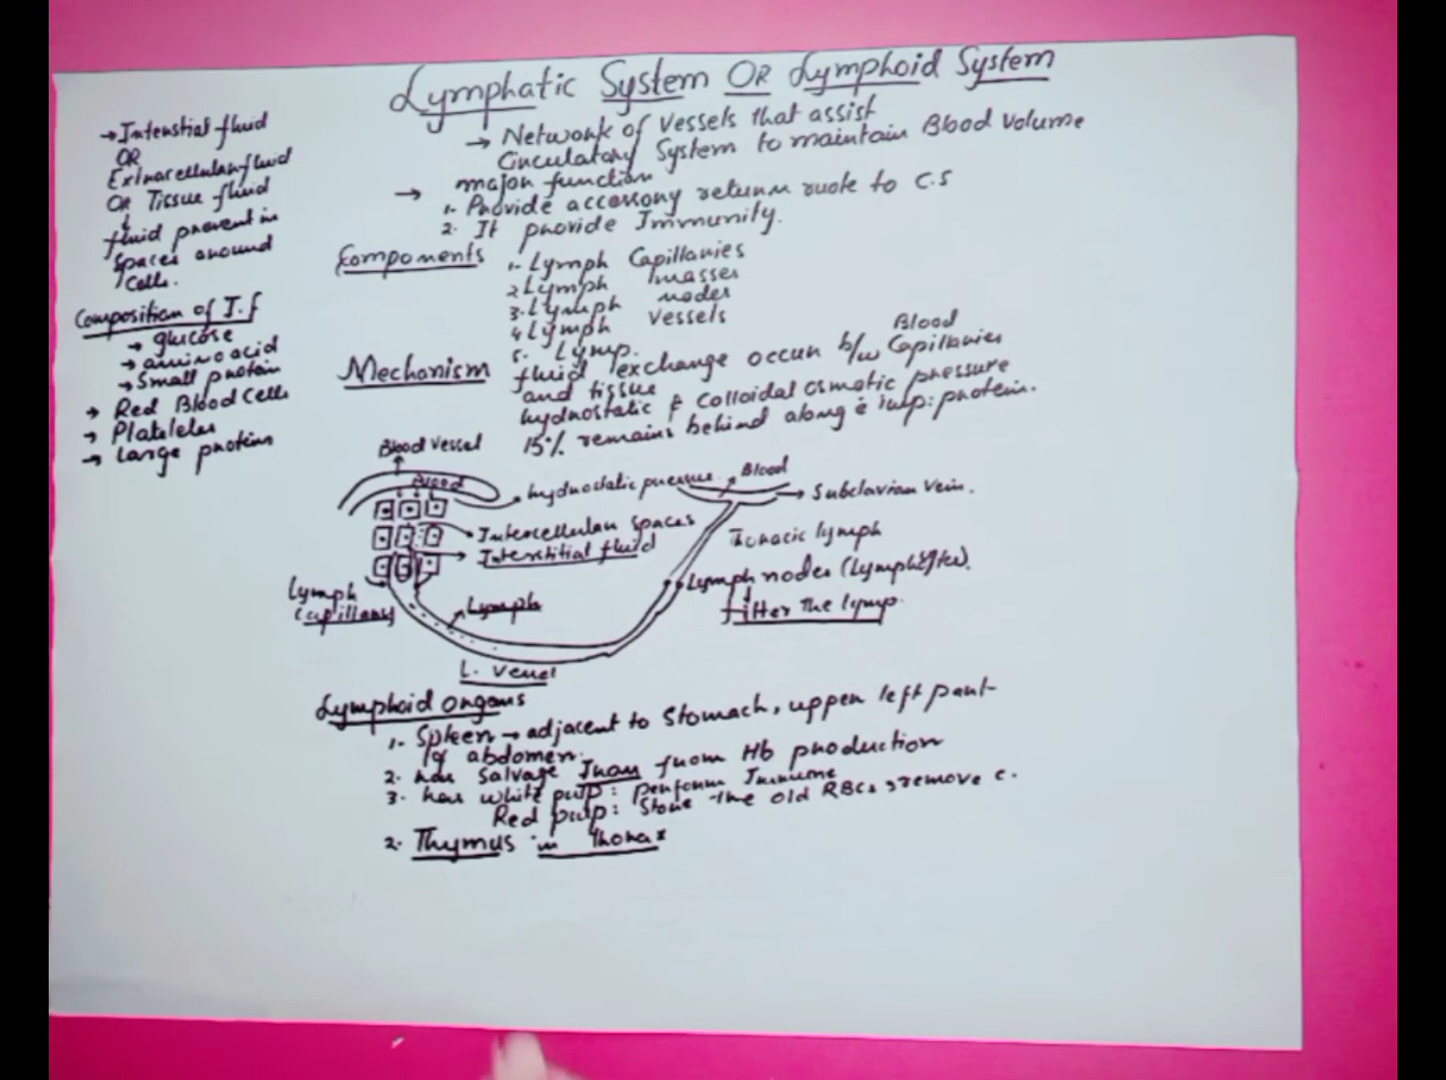 Lymphatic System OR Lymphoid System
→ Network of Vessels that assist
Circulatory System to maintain Blood Volume
→ major function
1. Provide accessory return route to C.S
2. It provide Immunity.
→ Interstial fluid
OR
Extracellular fluid
OR Tissue fluid
↓
fluid present in
spaces around
cells.
Composition of I.f
→ glucose
→ amino acid
→ Small protein
→ Red Blood Cells
→ Platelets
→ Large protein
Components
1. Lymph Capillaries
2 Lymph masses
3. Lymph nodes
4 Lymph Vessels
5. Lymp.
Mechanism
fluid exchange occur b/w Blood Capillaries
and tissue
hydrostatic & Colloidal osmotic pressure
15% remains behind along c̄ imp: protein.
Blood Vessel
Blood
hydrostatic pressure
Blood
Subclavian Vein.
Intercellular spaces
Interstitial fluid
Thoracic lymph
Lymph nodes
filter the lymp.
Lymph
Capillary
Lymph
L. Vessel
Lymphoid organs
1. Spleen → adjacent to Stomach, upper left part
of abdomen.
2. has Salvage Iron from Hb production
3. has white pulp: perform Immune
Red pulp: Store the old RBCs, remove c.
2. Thymus in Thorax